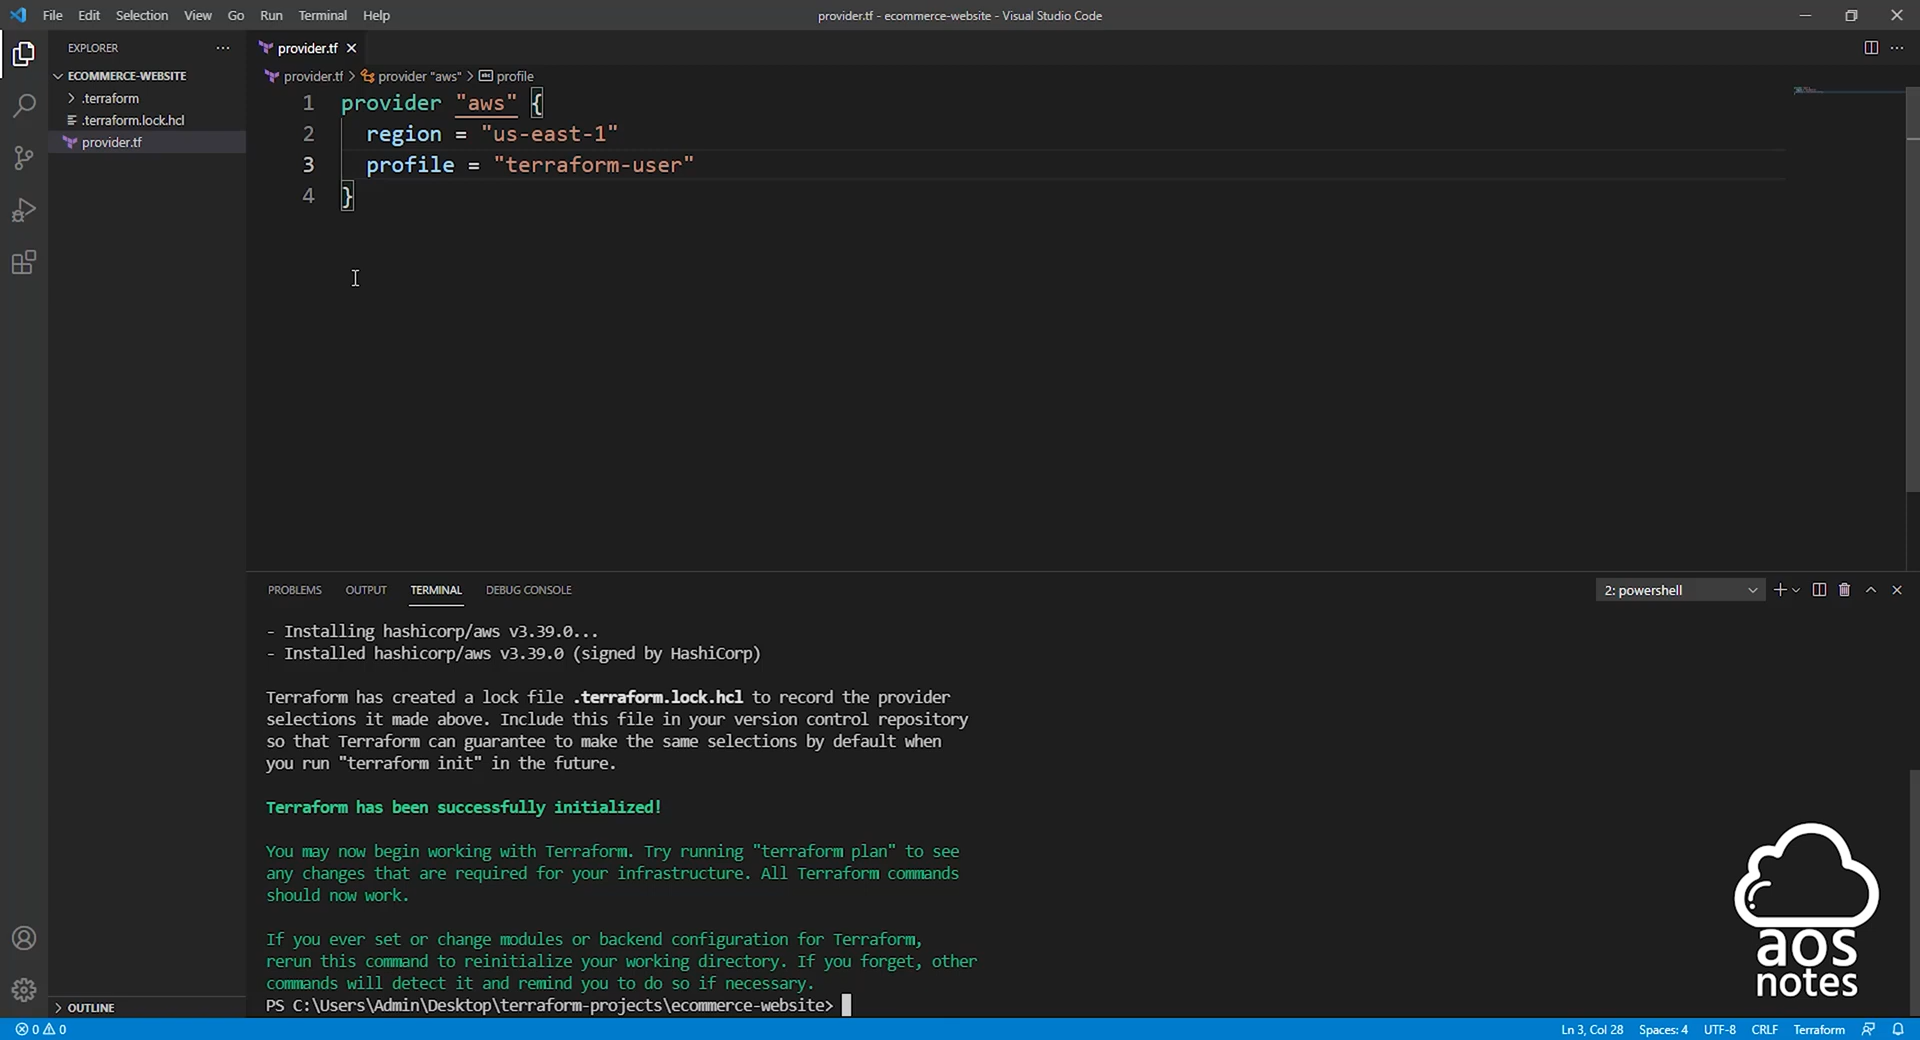 File Edit Selection View Go Run Terminal Help
provider.tf - ecommerce-website - Visual Studio Code
EXPLORER
ECOMMERCE-WEBSITE
.terraform
.terraform.lock.hcl
provider.tf
OUTLINE
provider.tf
provider.tf > provider "aws" > profile
1 provider "aws" {
2 region = "us-east-1"
3 profile = "terraform-user"
4 }
PROBLEMS OUTPUT TERMINAL DEBUG CONSOLE
2: powershell
- Installing hashicorp/aws v3.39.0...
- Installed hashicorp/aws v3.39.0 (signed by HashiCorp)
Terraform has created a lock file .terraform.lock.hcl to record the provider
selections it made above. Include this file in your version control repository
so that Terraform can guarantee to make the same selections by default when
you run "terraform init" in the future.
Terraform has been successfully initialized!
You may now begin working with Terraform. Try running "terraform plan" to see
any changes that are required for your infrastructure. All Terraform commands
should now work.
If you ever set or change modules or backend configuration for Terraform,
rerun this command to reinitialize your working directory. If you forget, other
commands will detect it and remind you to do so if necessary.
PS C:\Users\Admin\Desktop\terraform-projects\ecommerce-website>
aos
notes
0 0
Ln 3, Col 28 Spaces: 4 UTF-8 CRLF Terraform